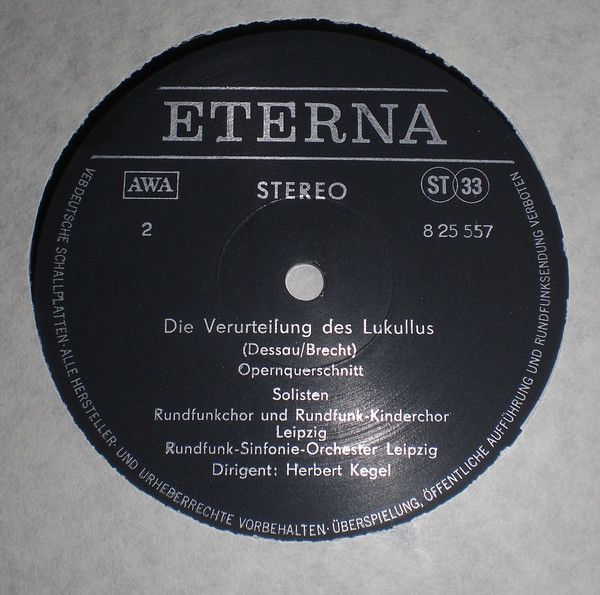 ETERNA
AWA
STEREO
ST 33
2
8 25 557
Die Verurteilung des Lukullus
(Dessau/Brecht)
Opernquerschnitt
Solisten
Rundfunkchor und Rundfunk-Kinderchor
Leipzig
Rundfunk-Sinfonie-Orchester Leipzig
Dirigent: Herbert Kegel
VEB DEUTSCHE SCHALLPLATTEN · ALLE HERSTELLER- UND URHEBERRECHTE VORBEHALTEN · ÜBERSPIELUNG, ÖFFENTLICHE AUFFÜHRUNG UND RUNDFUNKSENDUNG VERBOTEN